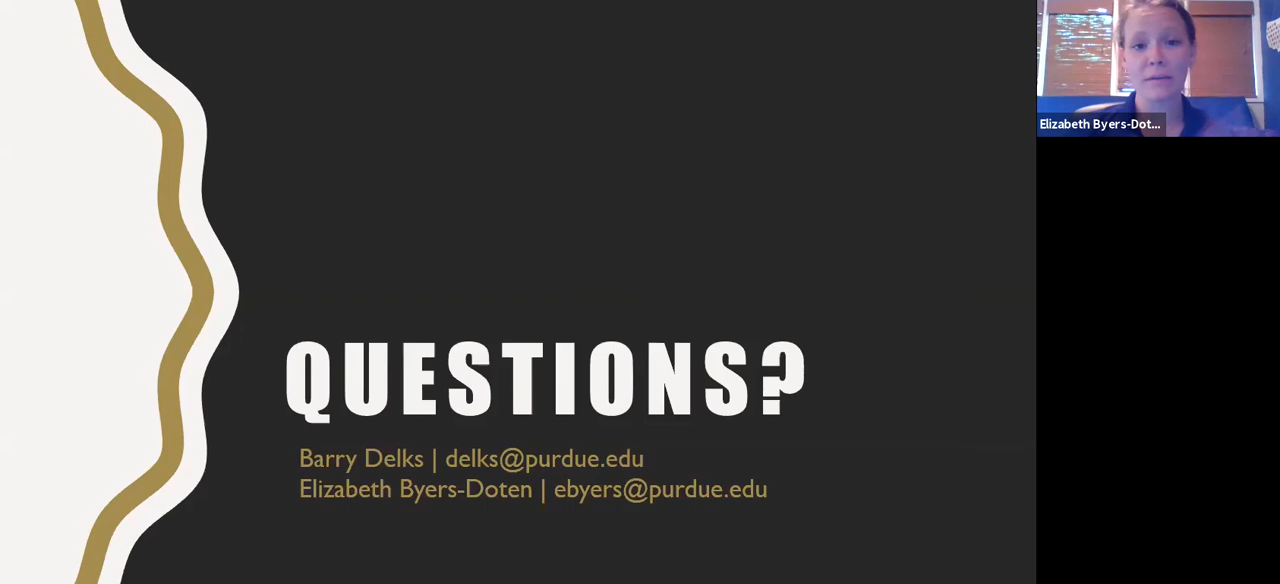 Elizabeth Byers-Dot...
QUESTIONS?
Barry Delks | delks@purdue.edu
Elizabeth Byers-Doten | ebyers@purdue.edu